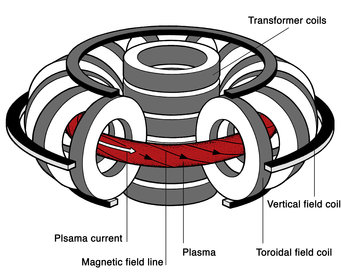 Transformer coils
Vertical field coil
Plsama current
Plasma
Toroidal field coil
Magnetic field line